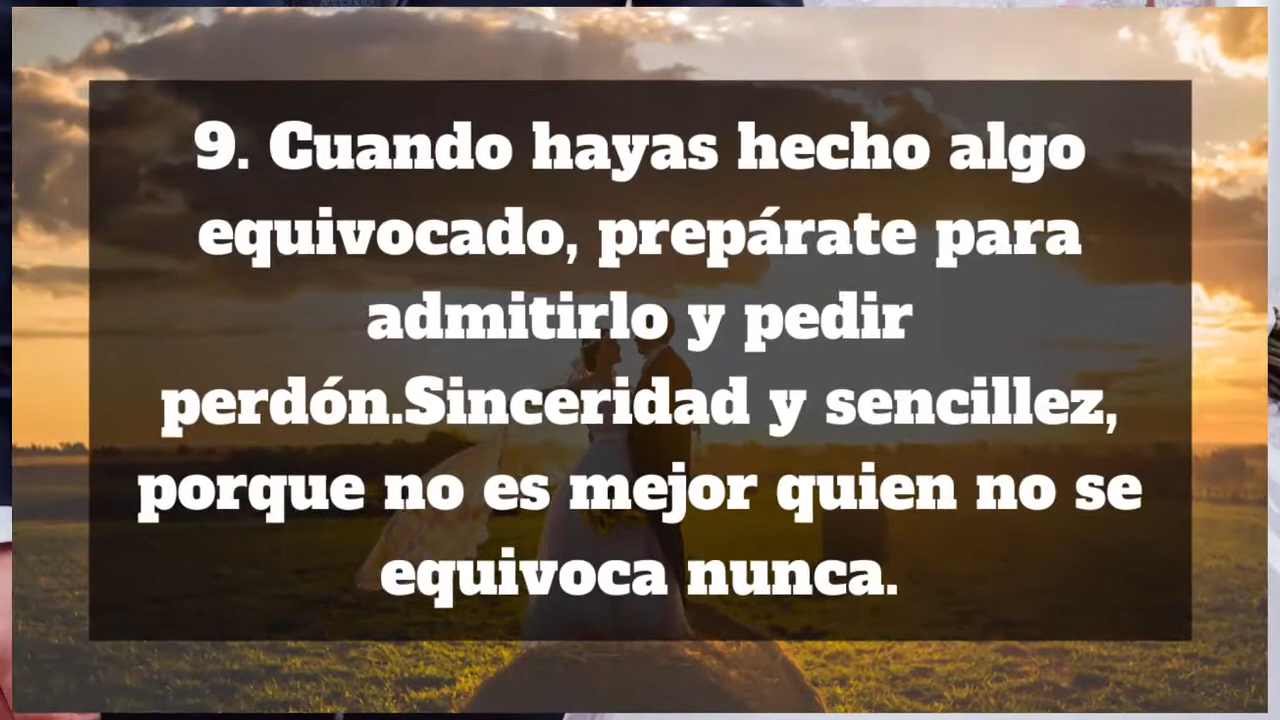 9. Cuando hayas hecho algo
equivocado, prepárate para
admitirlo y pedir
perdón.Sinceridad y sencillez,
porque no es mejor quien no se
equivoca nunca.